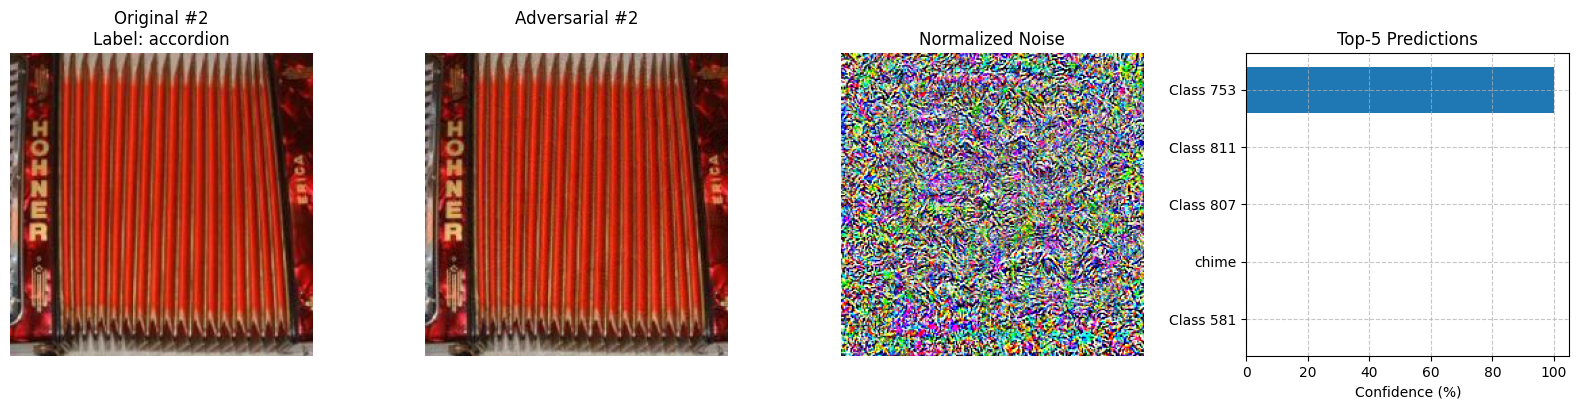 Original #2
Label: accordion
HOHNER
ERICA
Adversarial #2
HOHNER
ERICA
Normalized Noise
Top-5 Predictions
Class 753
Class 811
Class 807
chime
Class 581
0 20 40 60 80 100
Confidence (%)